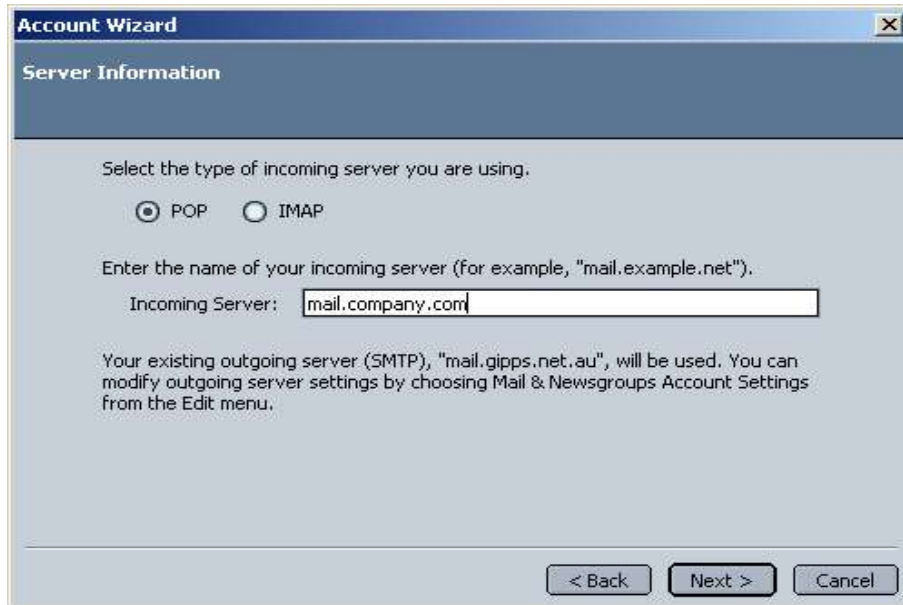 Account Wizard
Server Information
Select the type of incoming server you are using.
POP IMAP
Enter the name of your incoming server (for example, "mail.example.net").
Incoming Server: mail.company.com
Your existing outgoing server (SMTP), "mail.gipps.net.au", will be used. You can
modify outgoing server settings by choosing Mail & Newsgroups Account Settings
from the Edit menu.
< Back Next > Cancel